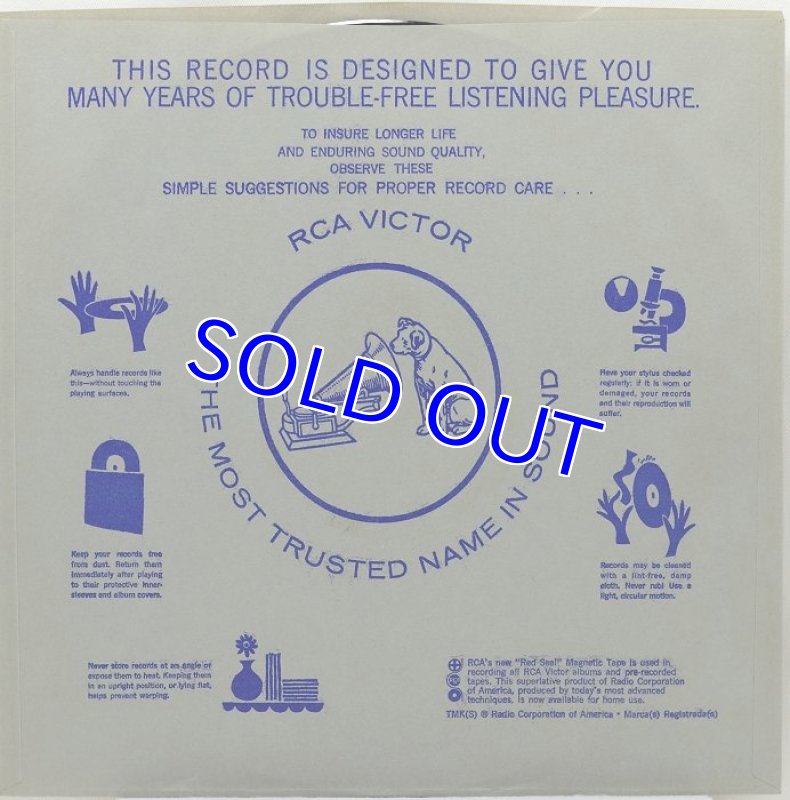 THIS RECORD IS DESIGNED TO GIVE YOU
MANY YEARS OF TROUBLE-FREE LISTENING PLEASURE.
TO INSURE LONGER LIFE
AND ENDURING SOUND QUALITY,
OBSERVE THESE
SIMPLE SUGGESTIONS FOR PROPER RECORD CARE . . .
RCA VICTOR
THE MOST TRUSTED NAME IN SOUND
SOLD OUT
Always handle records like
this—without touching the
playing surfaces.
Have your stylus checked
regularly: if it is worn or
damaged, your records
and their reproduction will
suffer.
Keep your records free
from dust. Return them
immediately after playing
to their protective inner-
sleeves and album covers.
Records may be cleaned
with a lint-free, damp
cloth. Never rub! Use a
light, circular motion.
Never store records at an angle or
expose them to heat. Keeping them
in an upright position, or lying flat,
helps prevent warping.
RCA's new "Red Seal" Magnetic Tape is used in
recording all RCA Victor albums and pre-recorded
tapes. This superlative product of Radio Corporation
of America, produced by today's most advanced
techniques, is now available for home use.
TMK(S) ® Radio Corporation of America • Marca(s) Registrada(s)